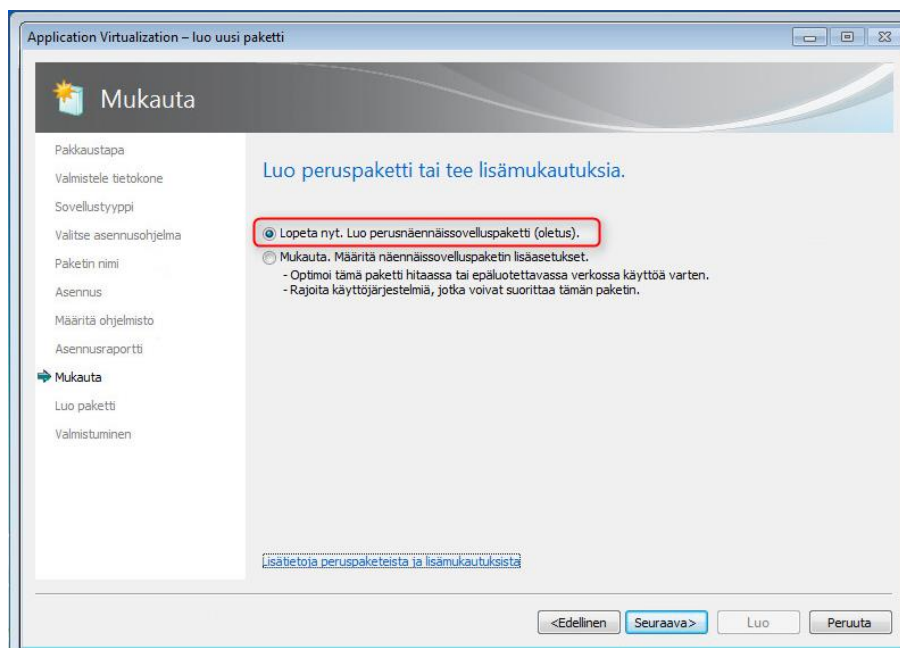 Application Virtualization – luo uusi paketti
Mukauta
Pakkaustapa
Valmistele tietokone
Sovellustyyppi
Valitse asennusohjelma
Paketin nimi
Asennus
Määritä ohjelmisto
Asennusraportti
Mukauta
Luo paketti
Valmistuminen
Luo peruspaketti tai tee lisämukautuksia.
Lopeta nyt. Luo perusnäennäissovelluspaketti (oletus).
Mukauta. Määritä näennäissovelluspaketin lisäasetukset.
- Optimoi tämä paketti hitaassa tai epäluotettavassa verkossa käyttöä varten.
- Rajoita käyttöjärjestelmiä, jotka voivat suorittaa tämän paketin.
Lisätietoja peruspaketeista ja lisämukautuksista
<Edellinen Seuraava> Luo Peruuta